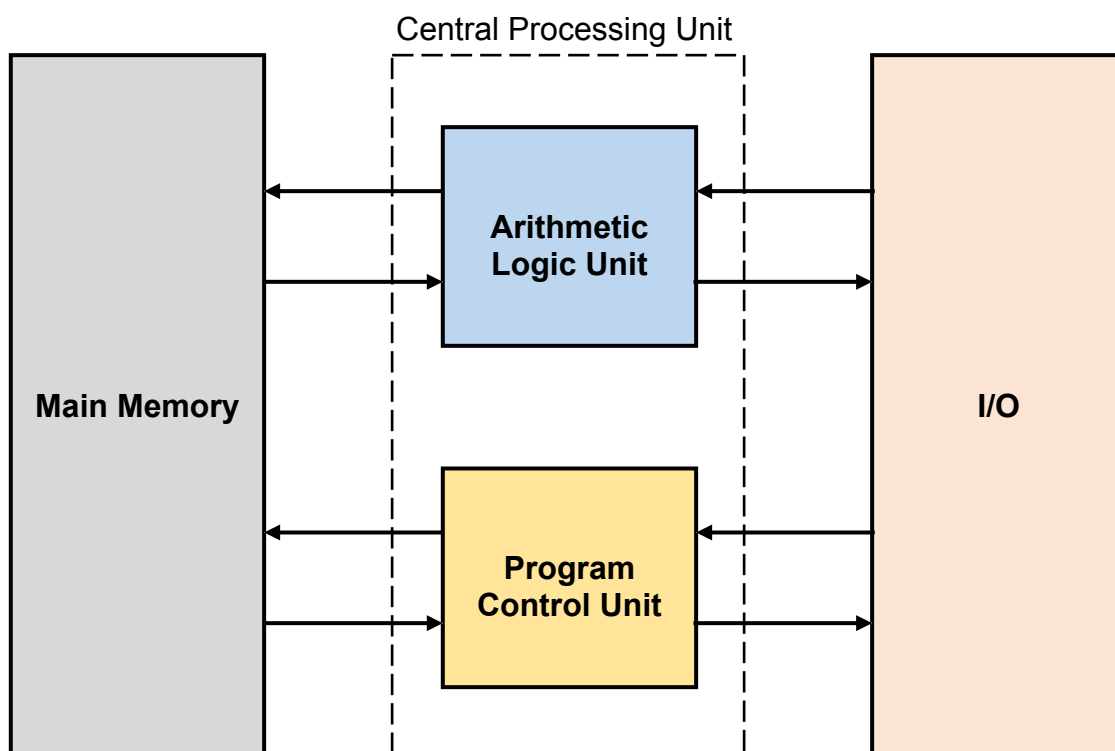 Central Processing Unit
Arithmetic
Logic Unit
Main Memory
I/O
Program
Control Unit